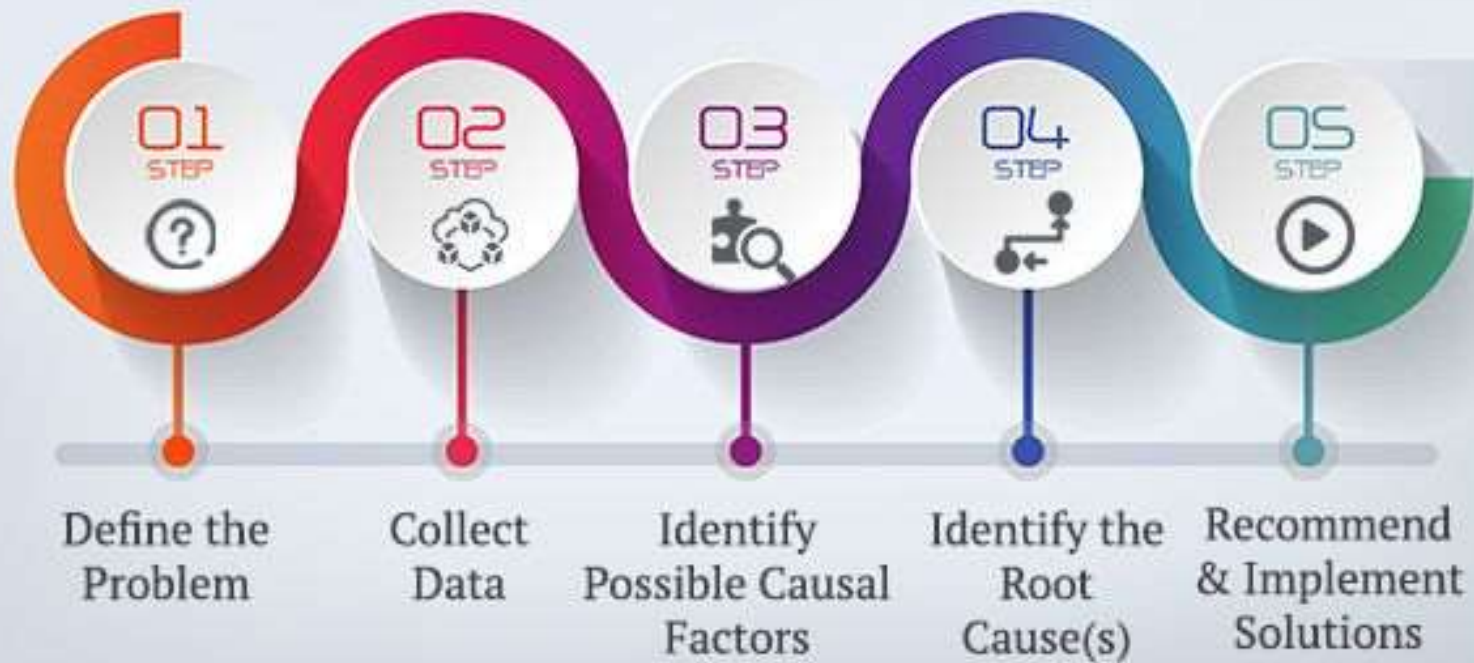 01
STEP
02
STEP
03
STEP
04
STEP
05
STEP
Define the
Problem
Collect
Data
Identify
Possible Causal
Factors
Identify the
Root
Cause(s)
Recommend
& Implement
Solutions